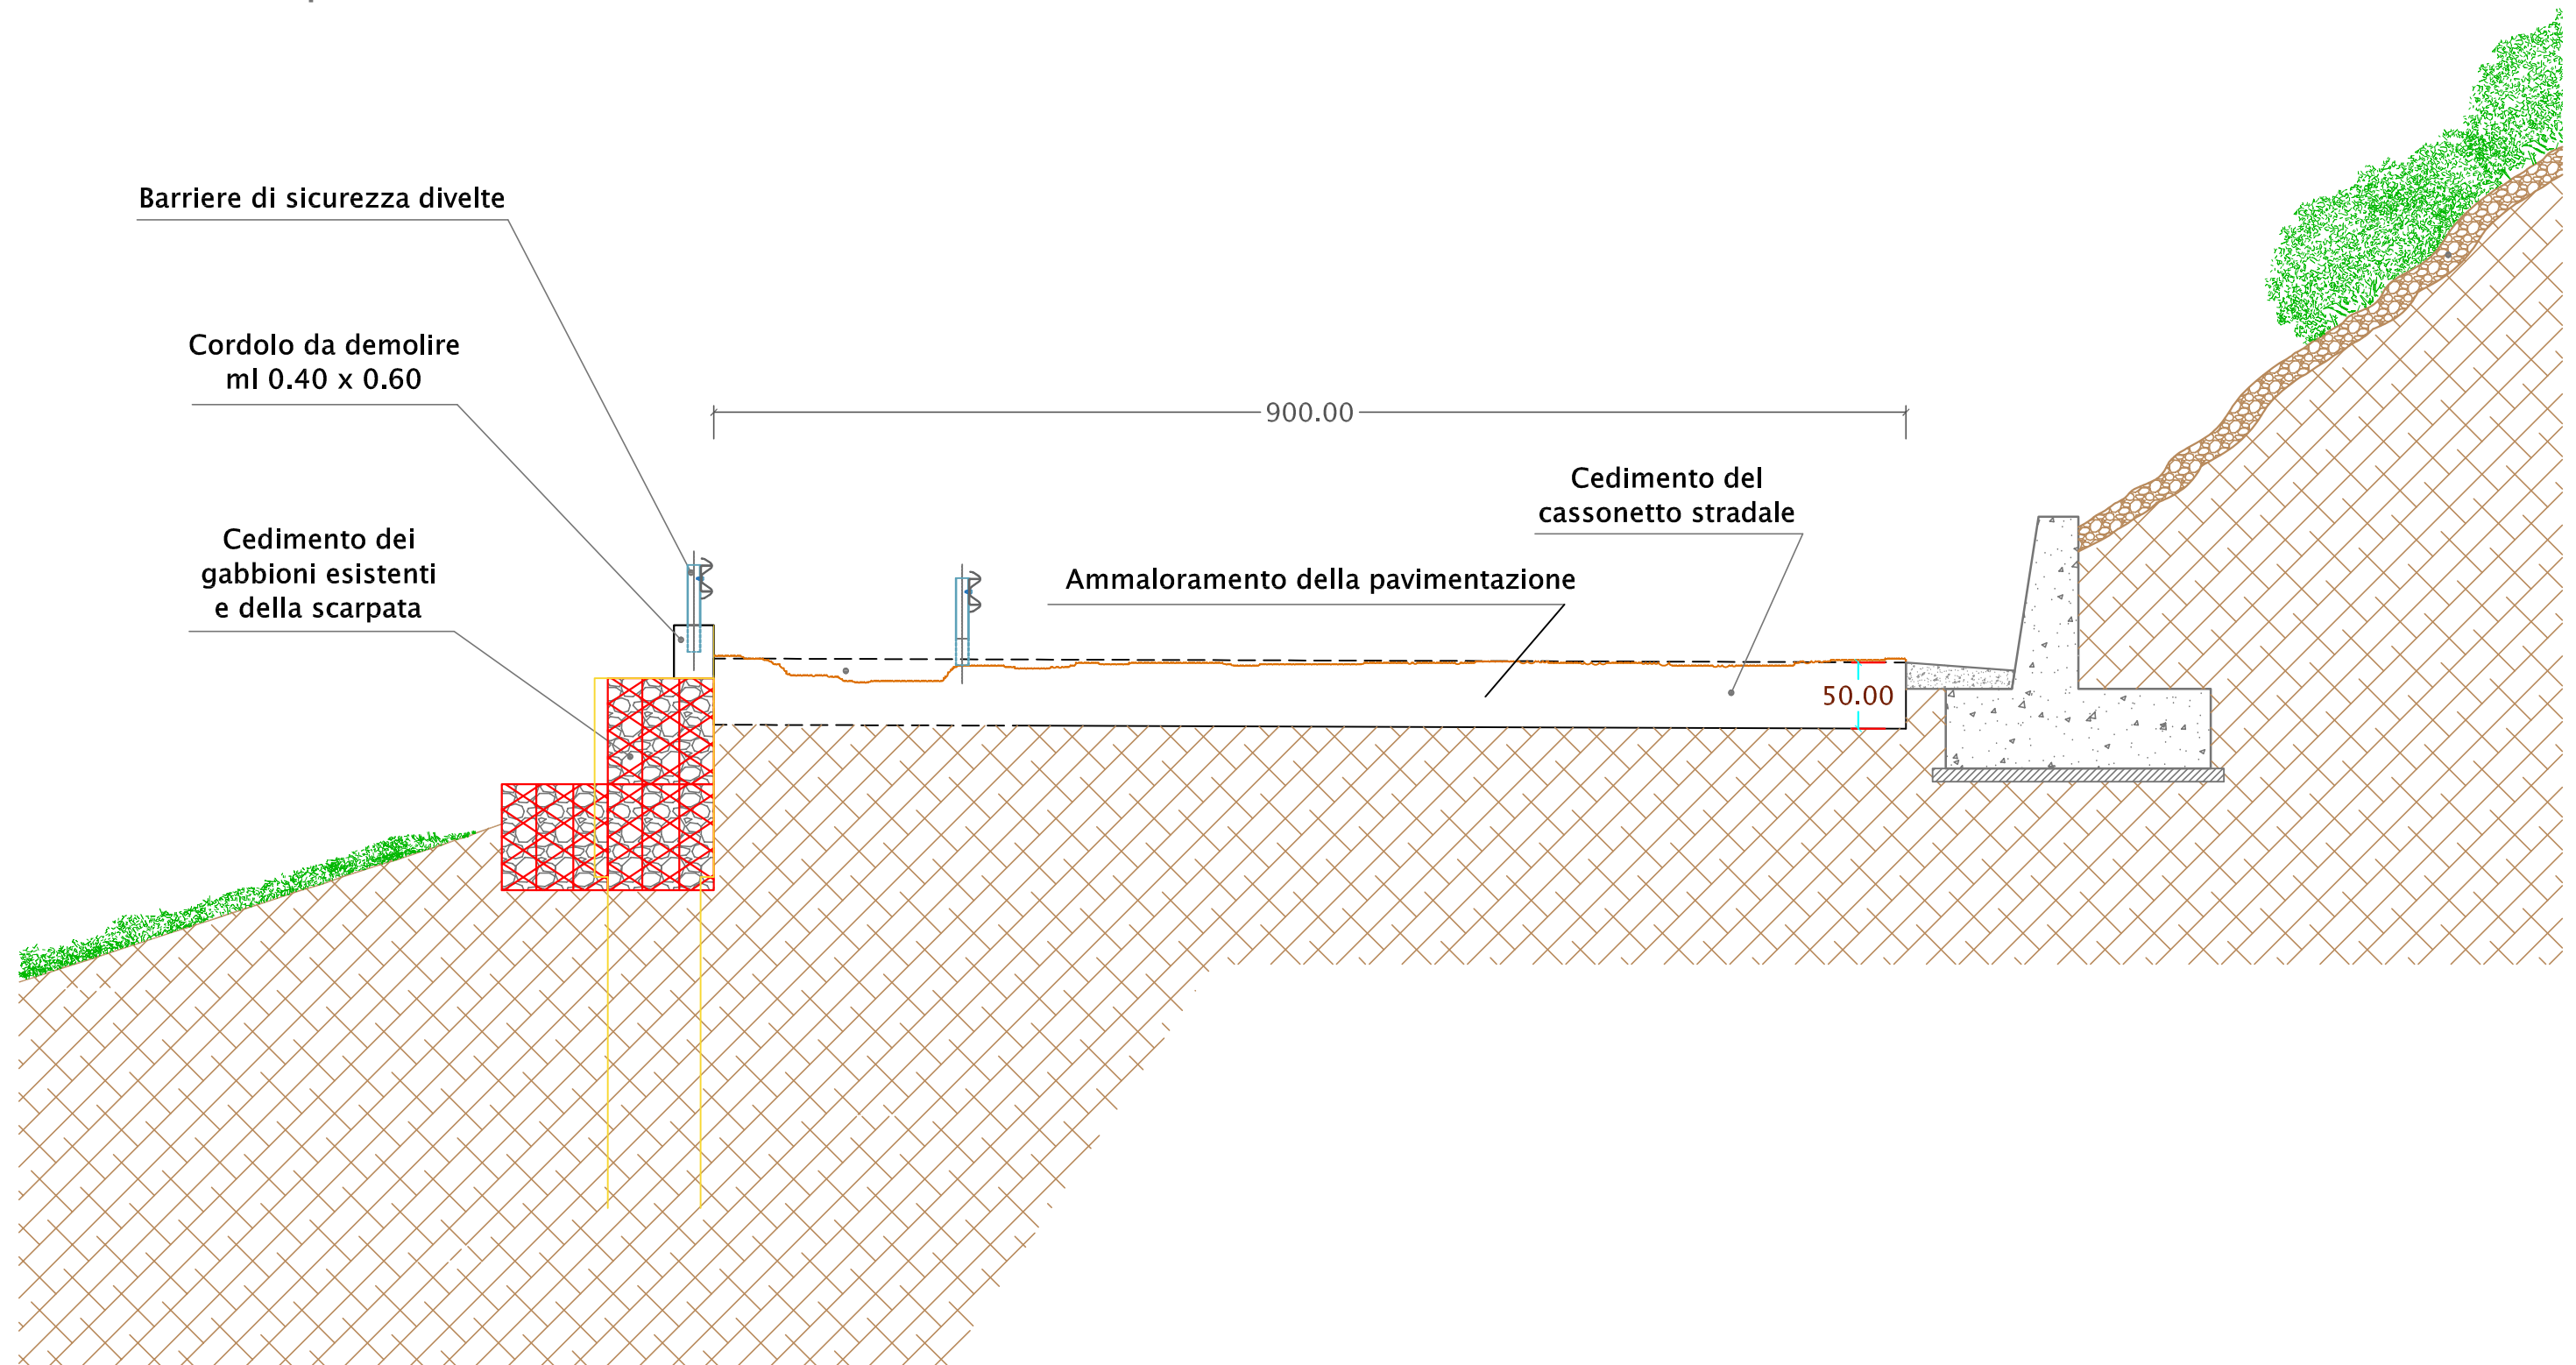 Barriere di sicurezza divelte
Cordolo da demolire
ml 0.40 x 0.60
Cedimento dei
gabbioni esistenti
e della scarpata
900.00
Cedimento del
cassonetto stradale
Ammaloramento della pavimentazione
50.00